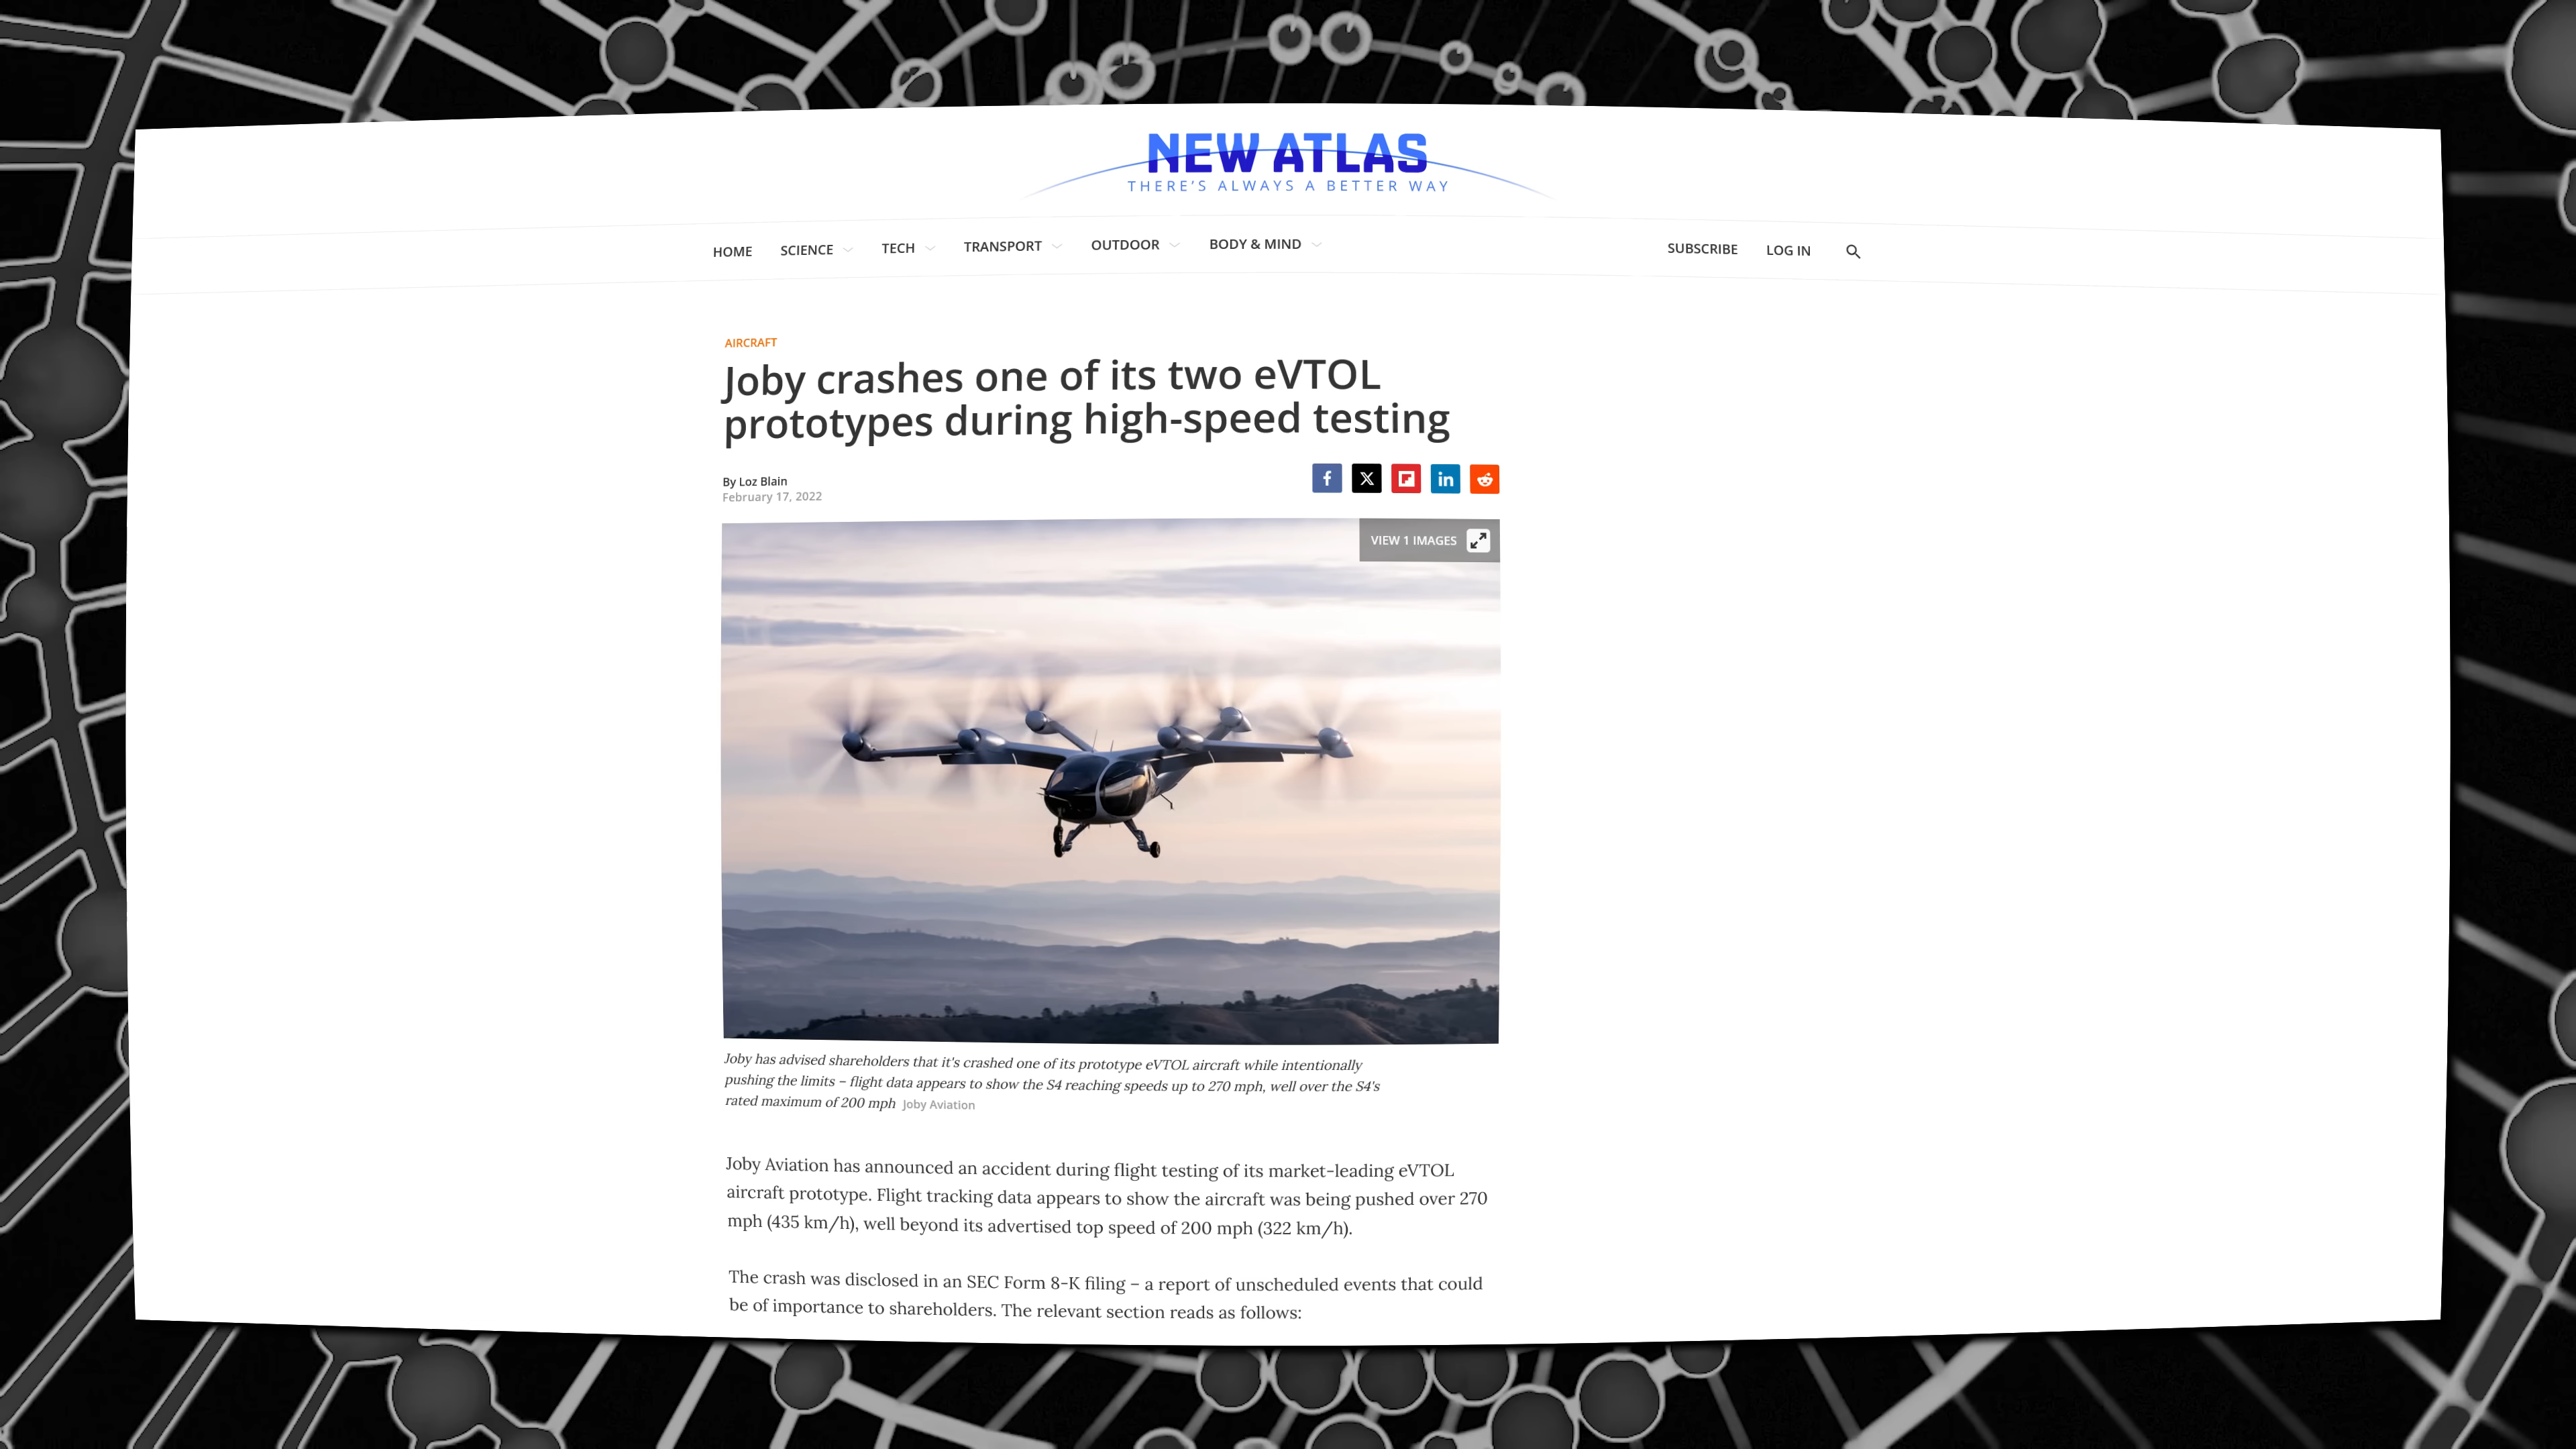 NEW ATLAS
THERE'S ALWAYS A BETTER WAY
HOME SCIENCE TECH TRANSPORT OUTDOOR BODY & MIND SUBSCRIBE LOG IN
AIRCRAFT
Joby crashes one of its two eVTOL
prototypes during high-speed testing
By Loz Blain
February 17, 2022
VIEW 1 IMAGES
Joby has advised shareholders that it's crashed one of its prototype eVTOL aircraft while intentionally
pushing the limits – flight data appears to show the S4 reaching speeds up to 270 mph, well over the S4's
rated maximum of 200 mph Joby Aviation
Joby Aviation has announced an accident during flight testing of its market-leading eVTOL
aircraft prototype. Flight tracking data appears to show the aircraft was being pushed over 270
mph (435 km/h), well beyond its advertised top speed of 200 mph (322 km/h).
The crash was disclosed in an SEC Form 8-K filing – a report of unscheduled events that could
be of importance to shareholders. The relevant section reads as follows: